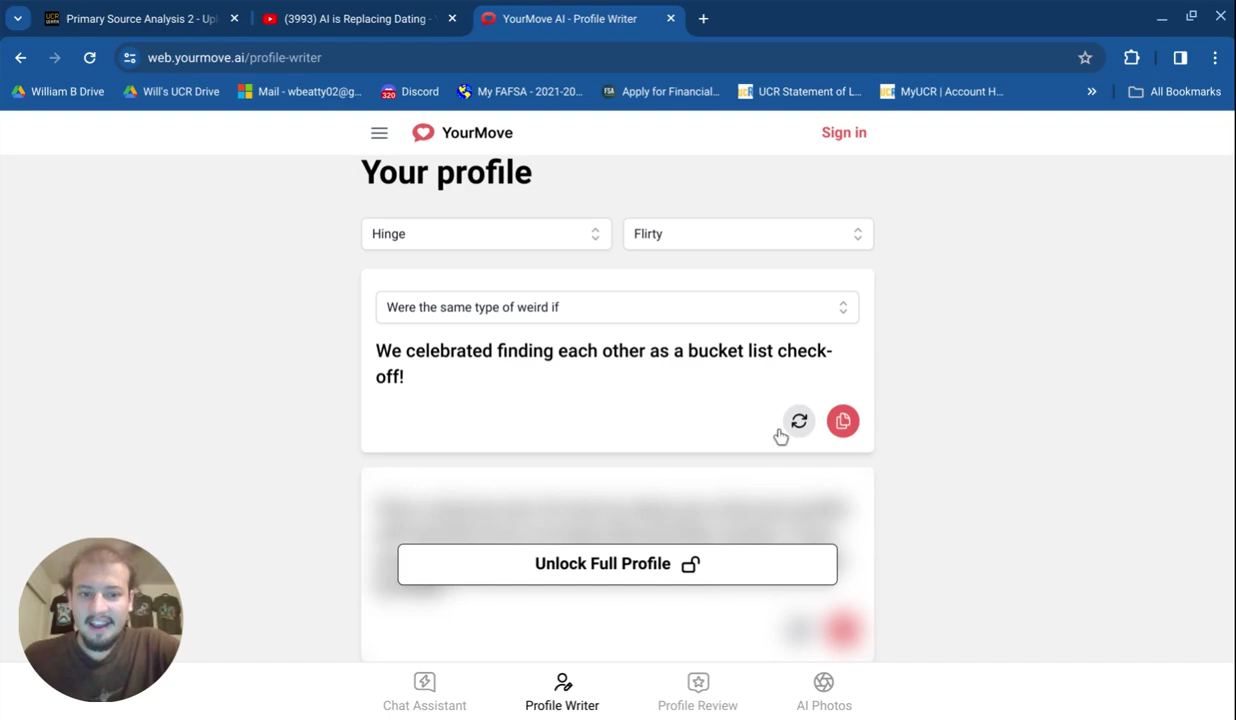 Primary Source Analysis 2 - Upl
(3993) AI is Replacing Dating -
YourMove AI - Profile Writer
web.yourmove.ai/profile-writer
William B Drive
Will's UCR Drive
Mail - wbeatty02@g...
320
Discord
My FAFSA - 2021-20...
Apply for Financial...
UCR Statement of L...
MyUCR | Account H...
»
All Bookmarks
YourMove
Sign in
Your profile
Hinge
Flirty
Were the same type of weird if
We celebrated finding each other as a bucket list check-
off!
Unlock Full Profile
Chat Assistant
Profile Writer
Profile Review
AI Photos